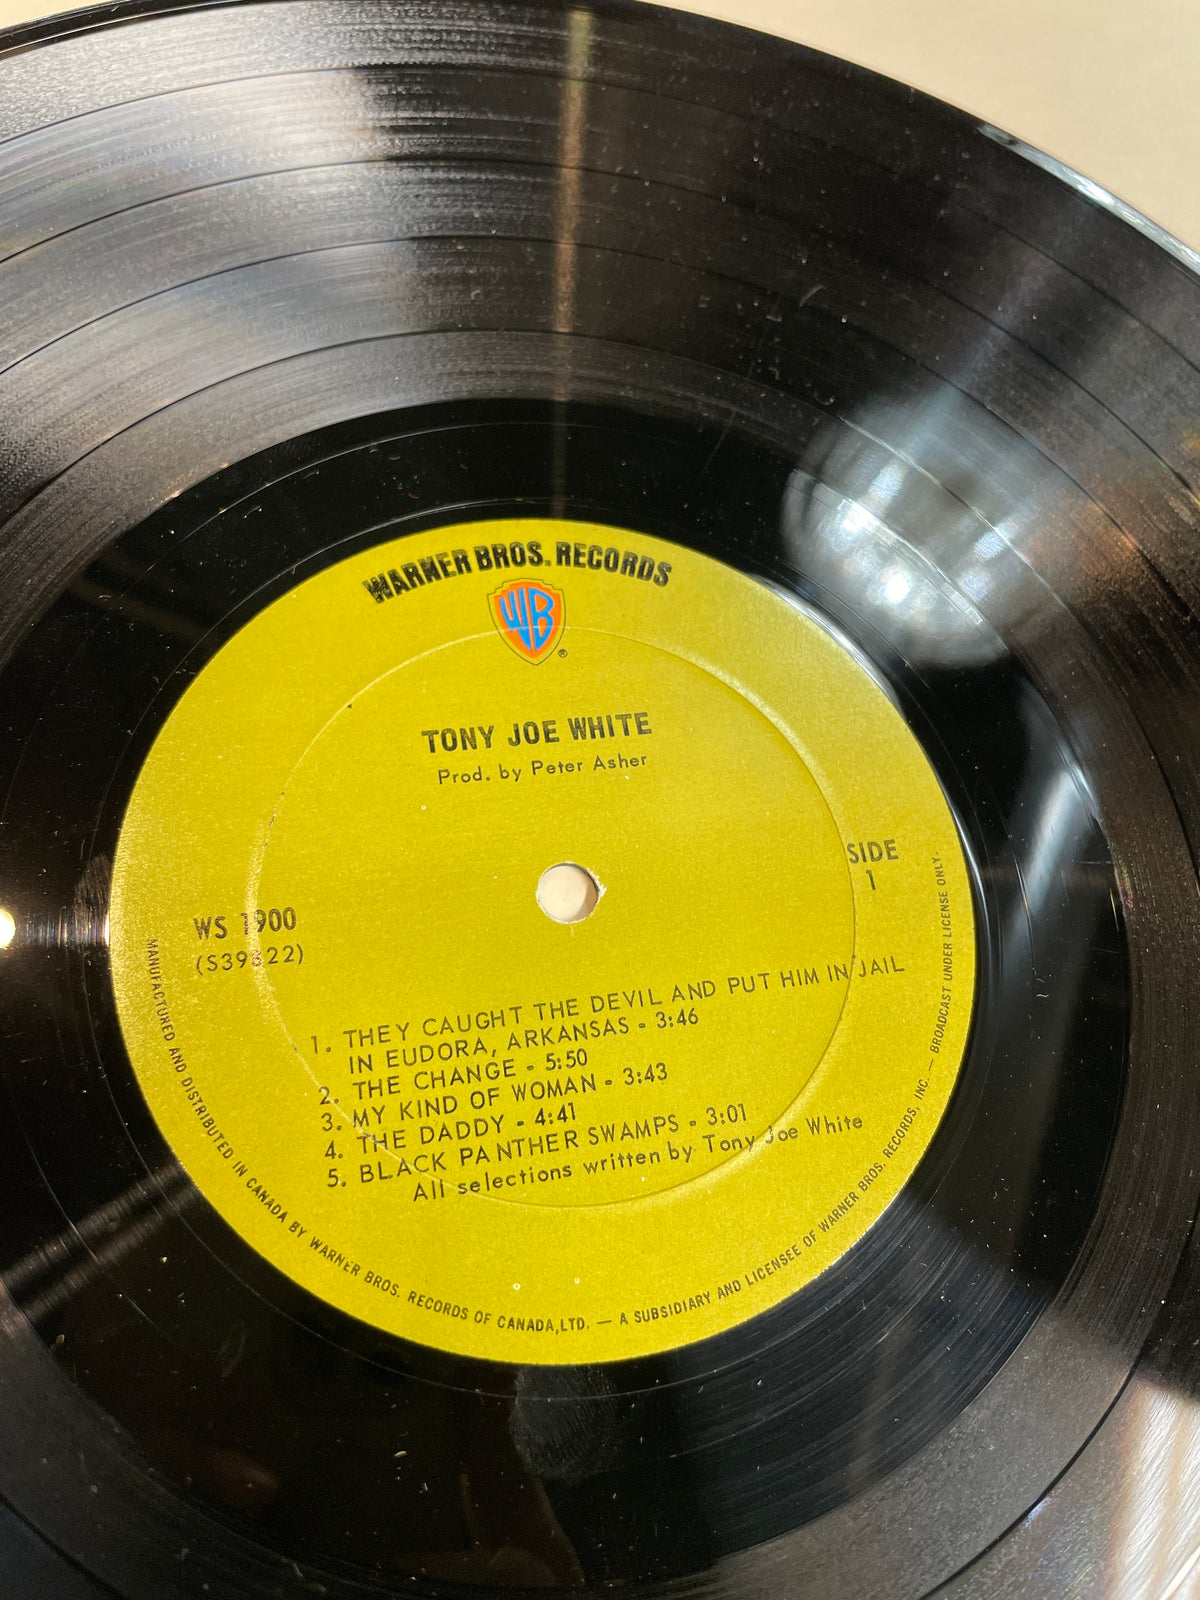 WARNER BROS. RECORDS
WB
®
TONY JOE WHITE
Prod. by Peter Asher
SIDE
1
WS 1900
(S39822)
1. THEY CAUGHT THE DEVIL AND PUT HIM IN JAIL
IN EUDORA, ARKANSAS - 3:46
2. THE CHANGE - 5:50
3. MY KIND OF WOMAN - 3:43
4. THE DADDY - 4:41
5. BLACK PANTHER SWAMPS - 3:01
All selections written by Tony Joe White
MANUFACTURED AND DISTRIBUTED IN CANADA BY WARNER BROS. RECORDS OF CANADA,LTD. — A SUBSIDIARY AND LICENSEE OF WARNER BROS. RECORDS, INC. — BROADCAST UNDER LICENSE ONLY.